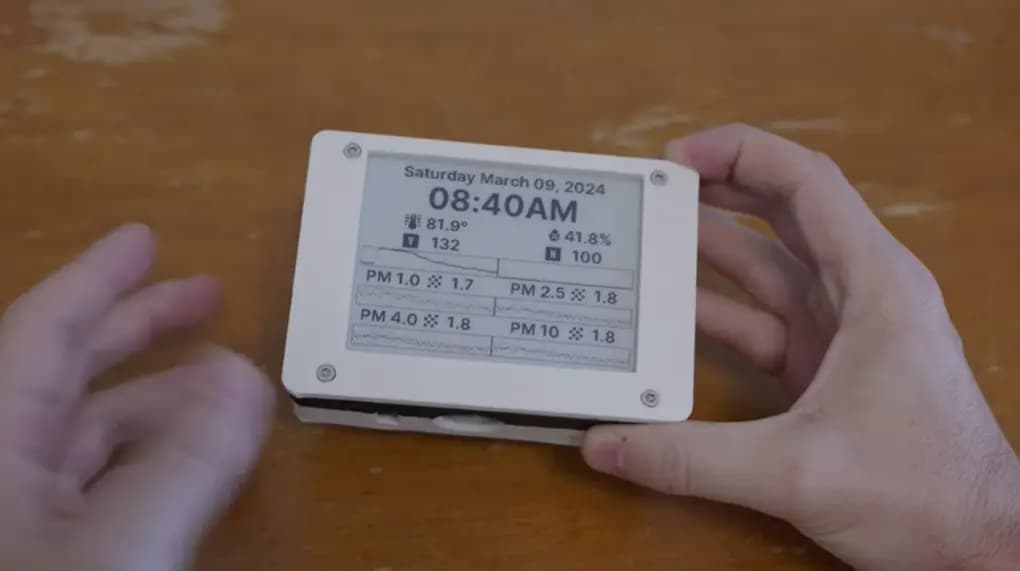 Saturday March 09, 2024
08:40AM
81.9° 41.8%
V 132 N 100
PM 1.0 1.7 PM 2.5 1.8
PM 4.0 1.8 PM 10 1.8